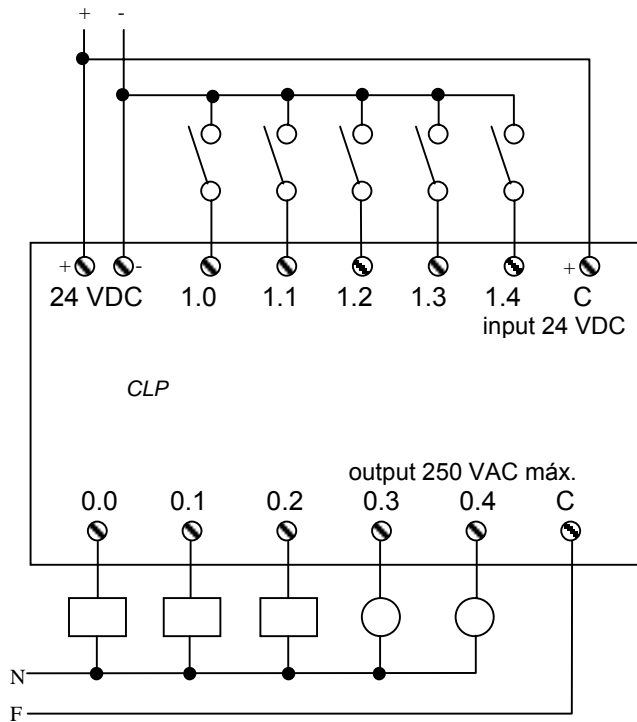 + -
+ - +
24 VDC 1.0 1.1 1.2 1.3 1.4 C
input 24 VDC
CLP
output 250 VAC máx.
0.0 0.1 0.2 0.3 0.4 C
N
F